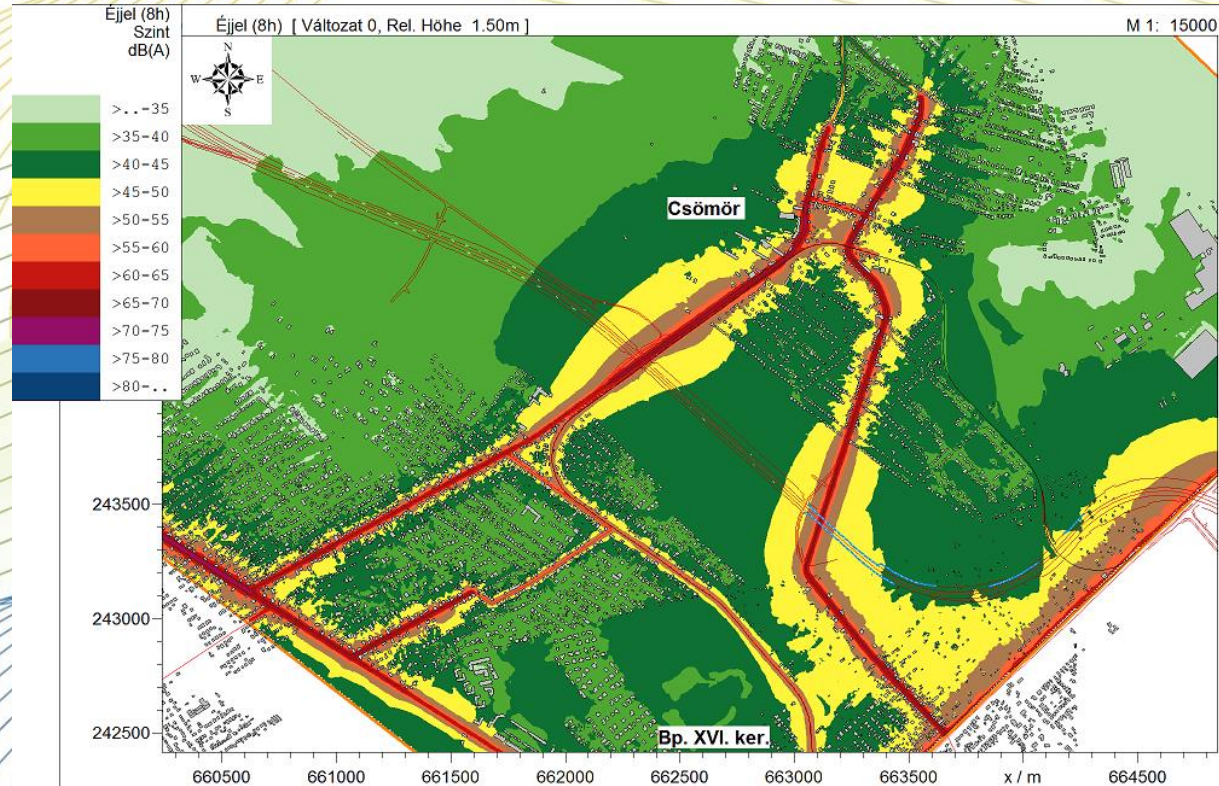 Éjjel (8h)
Szint
dB(A)
Éjjel (8h) [ Változat 0, Rel. Höhe 1.50m ]
M 1: 15000
N
W E
S
>..-35
>35-40
>40-45
>45-50
>50-55
>55-60
>60-65
>65-70
>70-75
>75-80
>80-..
Csömör
Bp. XVI. ker.
243500
243000
242500
660500 661000 661500 662000 662500 663000 663500 x / m 664500